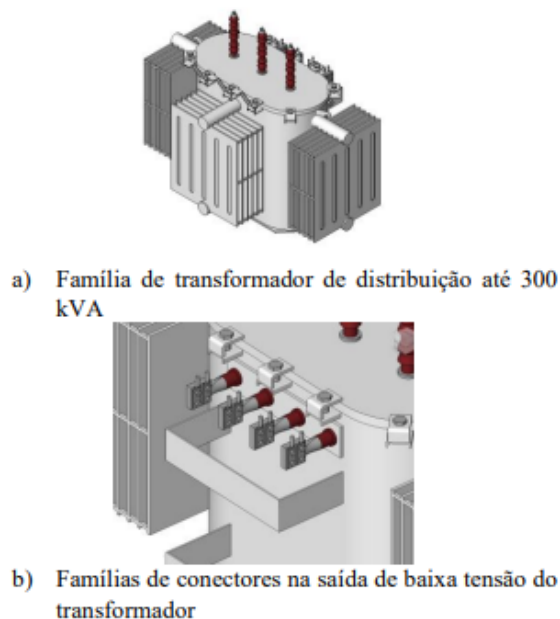 a) Família de transformador de distribuição até 300
kVA
b) Famílias de conectores na saída de baixa tensão do
transformador